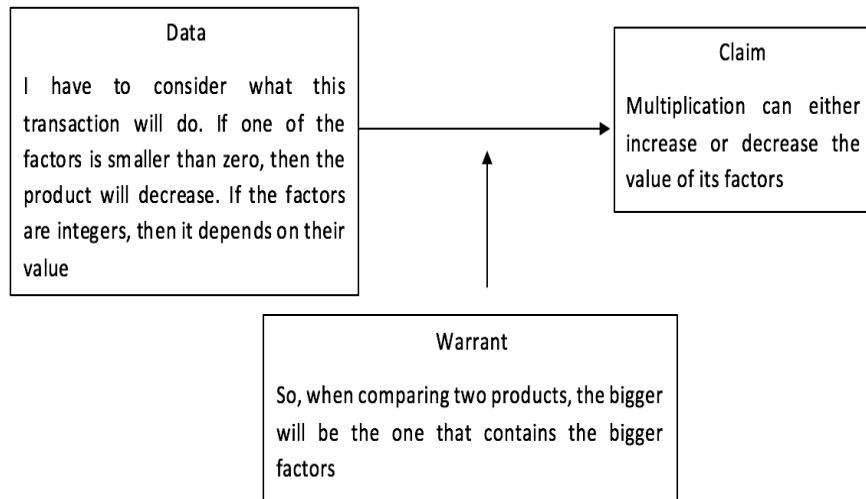 Data
I have to consider what this
transaction will do. If one of the
factors is smaller than zero, then the
product will decrease. If the factors
are integers, then it depends on their
value
Claim
Multiplication can either
increase or decrease the
value of its factors
Warrant
So, when comparing two products, the bigger
will be the one that contains the bigger
factors